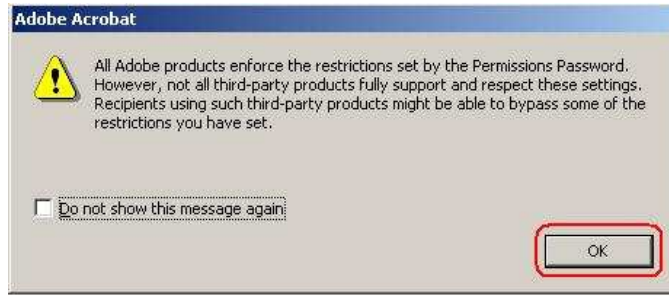 Adobe Acrobat
All Adobe products enforce the restrictions set by the Permissions Password.
However, not all third-party products fully support and respect these settings.
Recipients using such third-party products might be able to bypass some of the
restrictions you have set.
Do not show this message again
OK